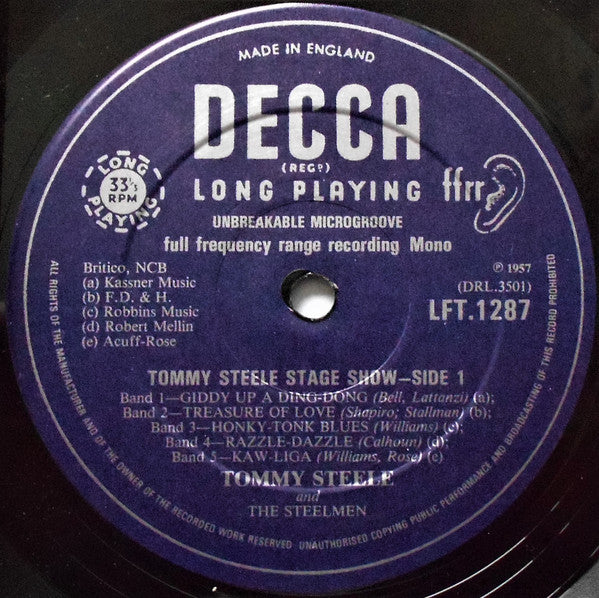 MADE IN ENGLAND
DECCA
(REGD)
LONG PLAYING
ffrr
LONG PLAYING
33⅓
RPM
UNBREAKABLE MICROGROOVE
full frequency range recording Mono
Britico, NCB
(a) Kassner Music
(b) F.D. & H.
(c) Robbins Music
(d) Robert Mellin
(e) Acuff-Rose
℗ 1957
(DRL.3501)
LFT.1287
TOMMY STEELE STAGE SHOW—SIDE 1
Band 1—GIDDY UP A DING-DONG (Bell, Lattanzi) (a);
Band 2—TREASURE OF LOVE (Shapiro; Stallman) (b);
Band 3—HONKY-TONK BLUES (Williams) (c);
Band 4—RAZZLE-DAZZLE (Calhoun) (d);
Band 5—KAW-LIGA (Williams, Rose) (e)
TOMMY STEELE
and
THE STEELMEN
ALL RIGHTS OF THE MANUFACTURER AND OF THE OWNER OF THE RECORDED WORK RESERVED UNAUTHORISED COPYING PUBLIC PERFORMANCE AND BROADCASTING OF THIS RECORD PROHIBITED